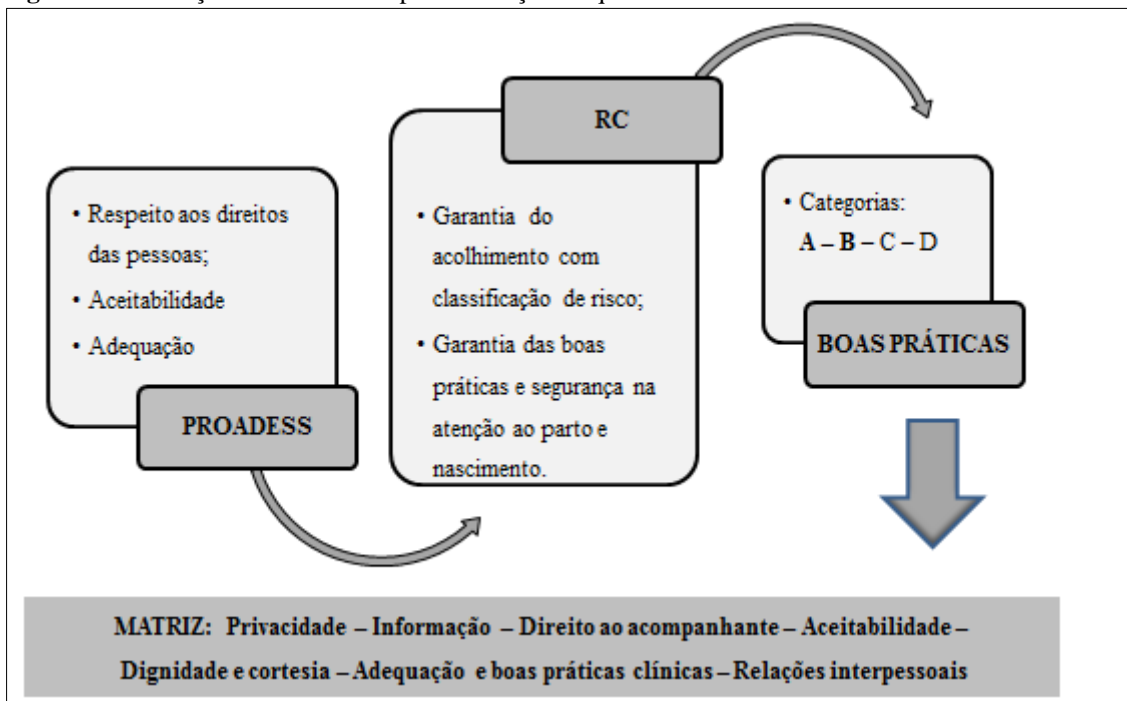 • Respeito aos direitos
das pessoas;
• Aceitabilidade
• Adequação
PROADESS
RC
• Garantia do
acolhimento com
classificação de risco;
• Garantia das boas
práticas e segurança na
atenção ao parto e
nascimento.
• Categorias:
A – B – C – D
BOAS PRÁTICAS
MATRIZ: Privacidade – Informação – Direito ao acompanhante – Aceitabilidade –
Dignidade e cortesia – Adequação e boas práticas clínicas – Relações interpessoais